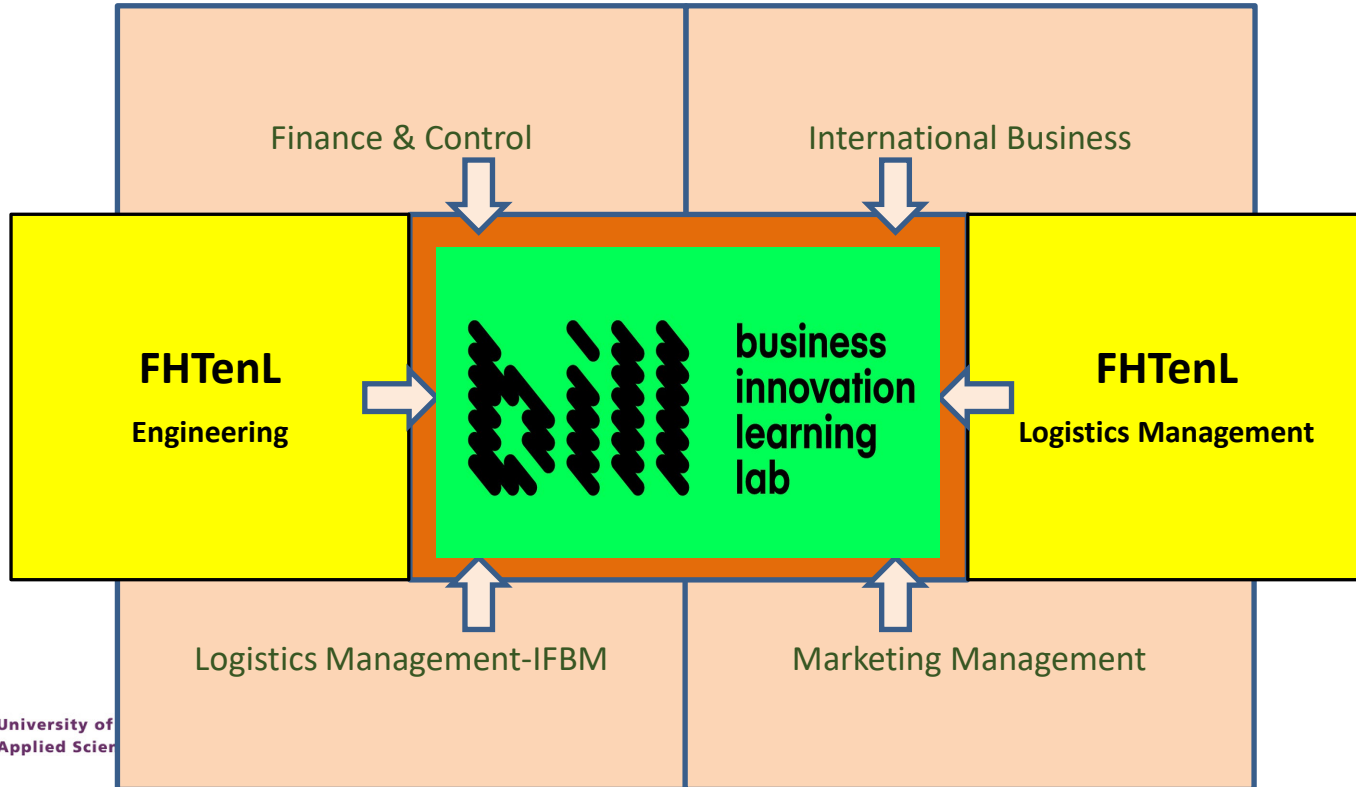 Finance & Control
International Business
FHTenL
Engineering
bill
business
innovation
learning
lab
FHTenL
Logistics Management
Logistics Management-IFBM
Marketing Management
University of
Applied